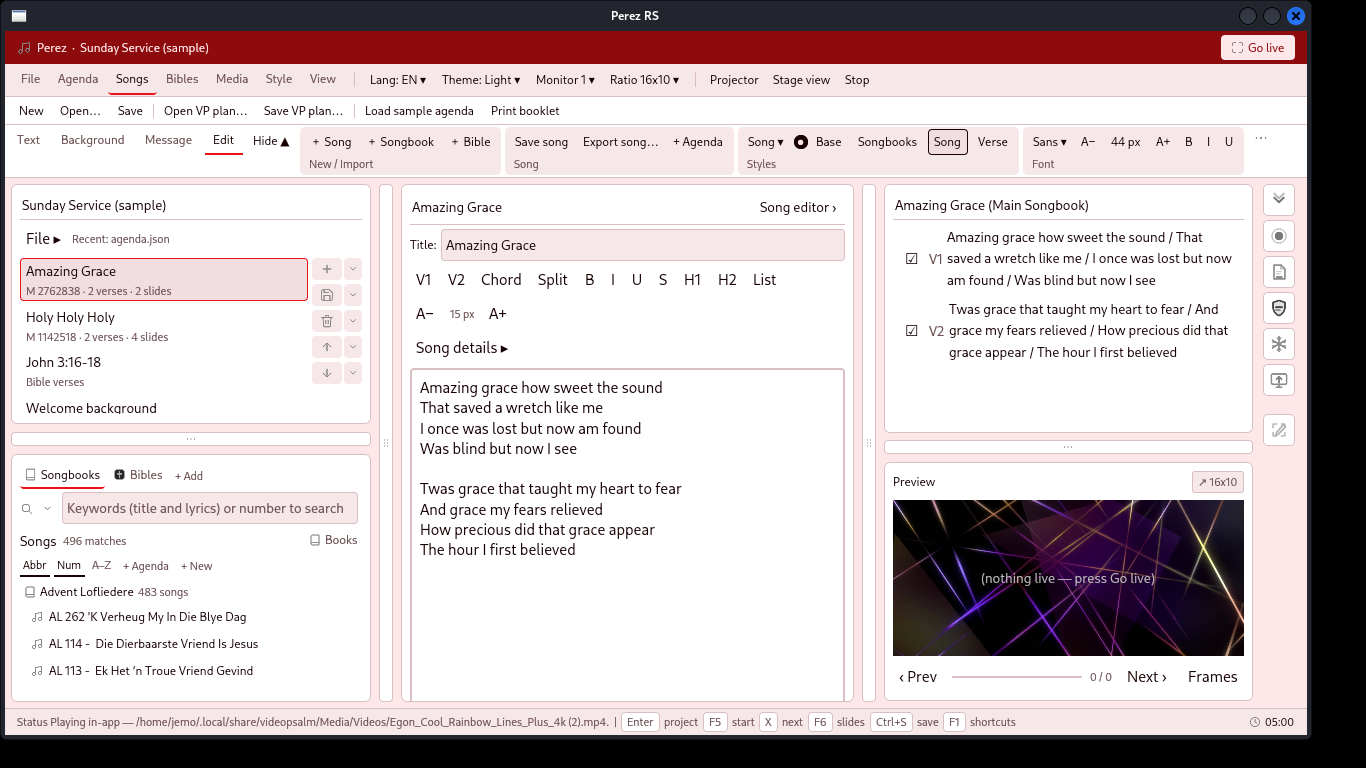 Perez RS
Perez · Sunday Service (sample)
Go live
File Agenda Songs Bibles Media Style View Lang: EN ▾ Theme: Light ▾ Monitor 1 ▾ Ratio 16x10 ▾ Projector Stage view Stop
New Open… Save Open VP plan… Save VP plan… Load sample agenda Print booklet
Text Background Message Edit Hide ▲ + Song + Songbook + Bible Save song Export song… + Agenda Song ▾ Base Songbooks Song Verse Sans ▾ A− 44 px A+ B I U ⋯
New / Import Song Styles Font
Sunday Service (sample)
File ▸ Recent: agenda.json
Amazing Grace
M 2762838 · 2 verses · 2 slides
Holy Holy Holy
M 1142518 · 2 verses · 4 slides
John 3:16-18
Bible verses
Welcome background
Songbooks Bibles + Add
Keywords (title and lyrics) or number to search
Songs 496 matches Books
Abbr Num A–Z + Agenda + New
Advent Lofliedere 483 songs
AL 262 'K Verheug My In Die Blye Dag
AL 114 - Die Dierbaarste Vriend Is Jesus
AL 113 - Ek Het ’n Troue Vriend Gevind
Amazing Grace Song editor ›
Title: Amazing Grace
V1 V2 Chord Split B I U S H1 H2 List
A− 15 px A+
Song details ▸
Amazing grace how sweet the sound
That saved a wretch like me
I once was lost but now am found
Was blind but now I see
Twas grace that taught my heart to fear
And grace my fears relieved
How precious did that grace appear
The hour I first believed
Amazing Grace (Main Songbook)
Amazing grace how sweet the sound / That
V1 saved a wretch like me / I once was lost but now
am found / Was blind but now I see
Twas grace that taught my heart to fear / And
V2 grace my fears relieved / How precious did that
grace appear / The hour I first believed
Preview ↗ 16x10
(nothing live — press Go live)
‹ Prev 0 / 0 Next › Frames
Status Playing in-app — /home/jemo/.local/share/videopsalm/Media/Videos/Egon_Cool_Rainbow_Lines_Plus_4k (2).mp4. | Enter project F5 start X next F6 slides Ctrl+S save F1 shortcuts 05:00